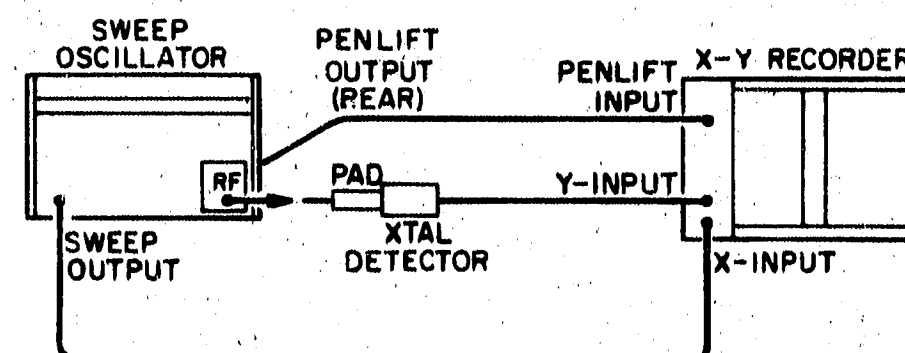 SWEEP
OSCILLATOR
PENLIFT
OUTPUT
(REAR)
PENLIFT
INPUT
X-Y RECORDER
RF
PAD
Y-INPUT
XTAL
DETECTOR
SWEEP
OUTPUT
X-INPUT